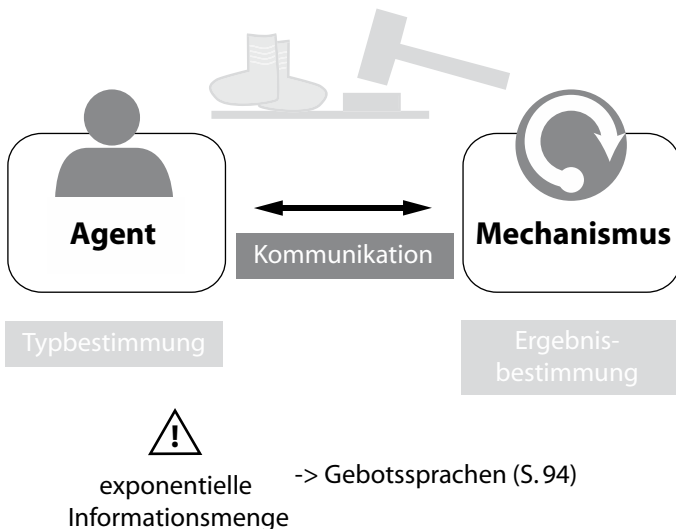 Agent
Mechanismus
Kommunikation
Typbestimmung
Ergebnis-
bestimmung
!
exponentielle
Informationsmenge
-> Gebotssprachen (S. 94)